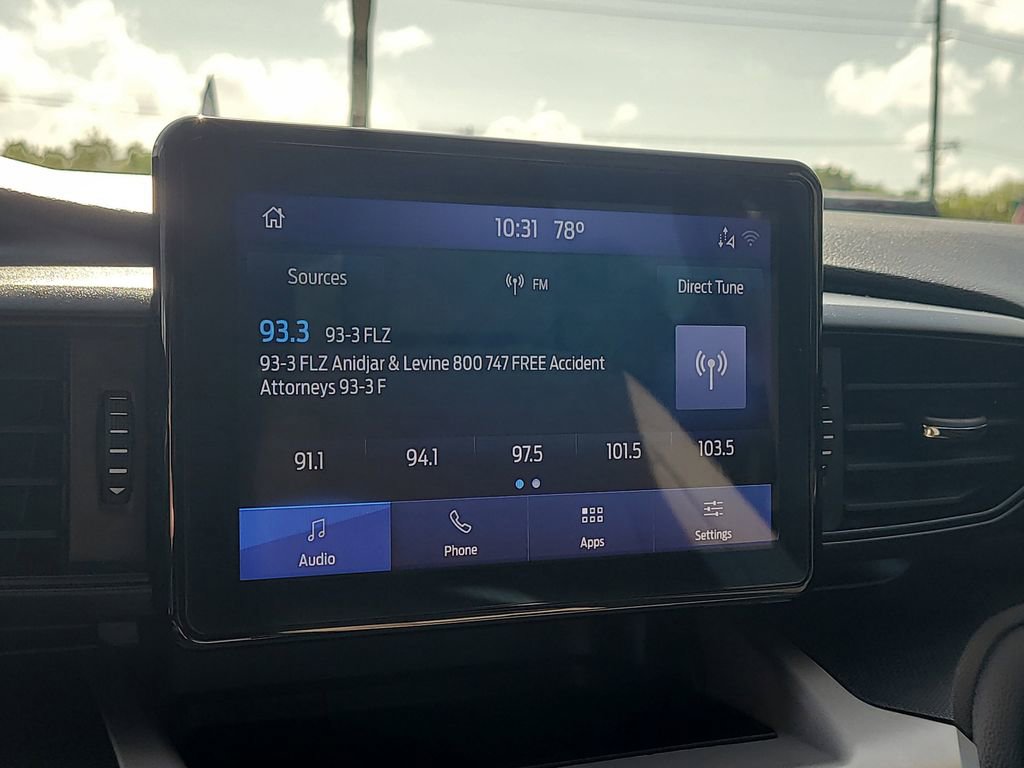 10:31 78°
Sources
FM
Direct Tune
93.3 93-3 FLZ
93-3 FLZ Anidjar & Levine 800 747 FREE Accident
Attorneys 93-3 F
91.1 94.1 97.5 101.5 103.5
Audio Phone Apps Settings